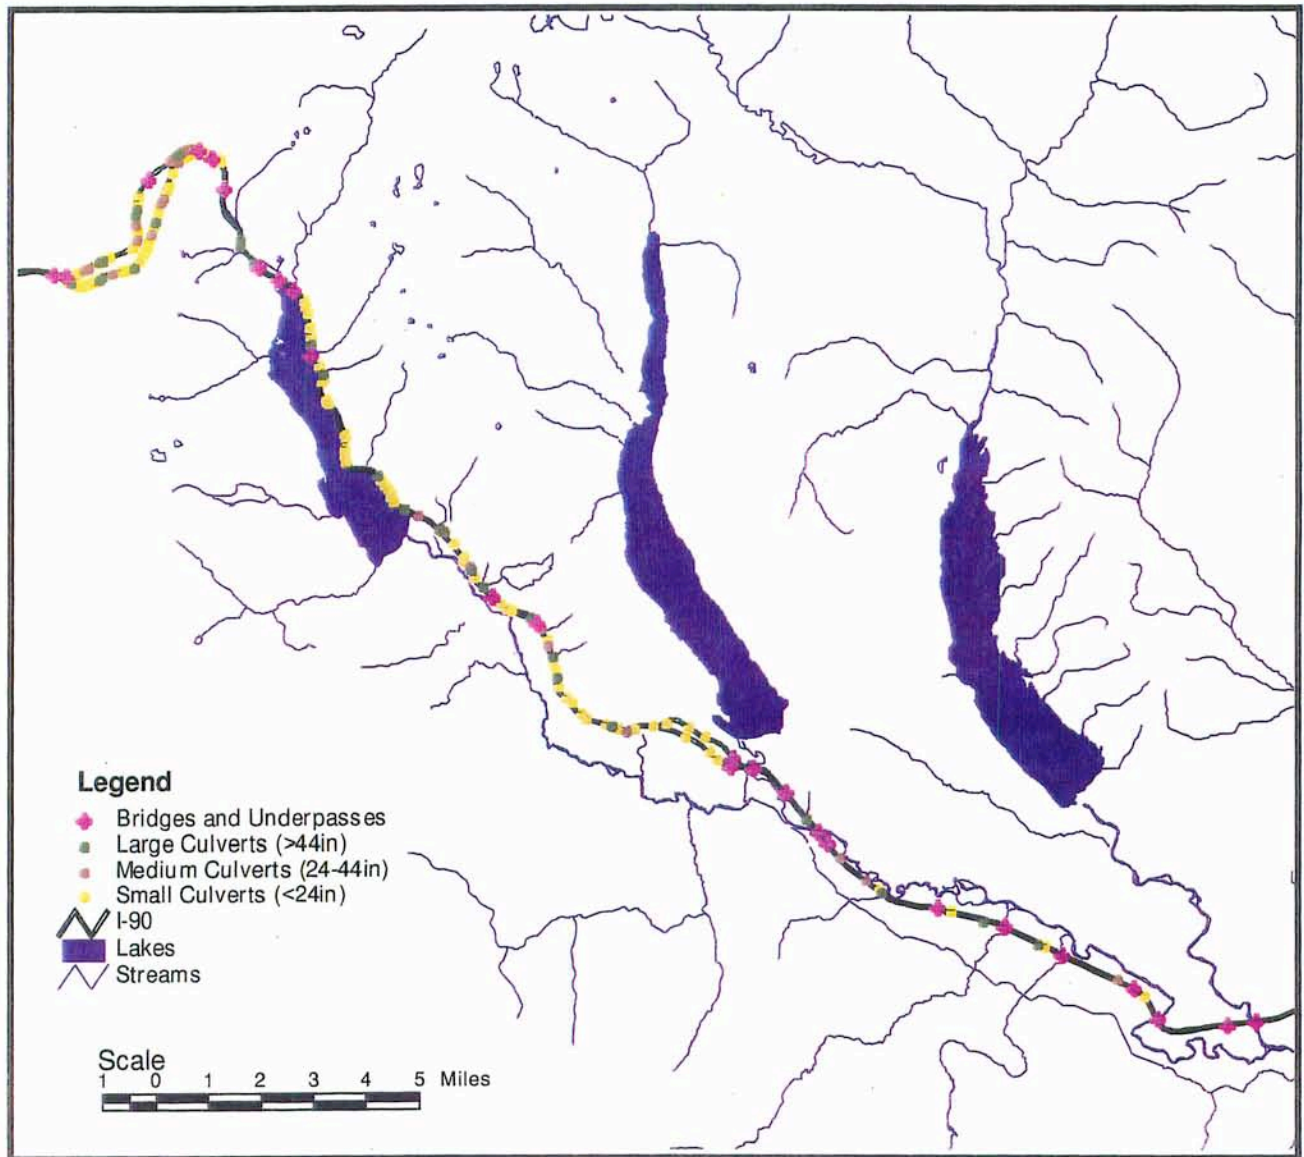 Legend
Bridges and Underpasses
Large Culverts (>44in)
Medium Culverts (24-44in)
Small Culverts (<24in)
I-90
Lakes
Streams
Scale
1 0 1 2 3 4 5 Miles